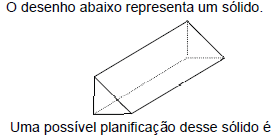 O desenho abaixo representa um sólido.
Uma possível planificação desse sólido é